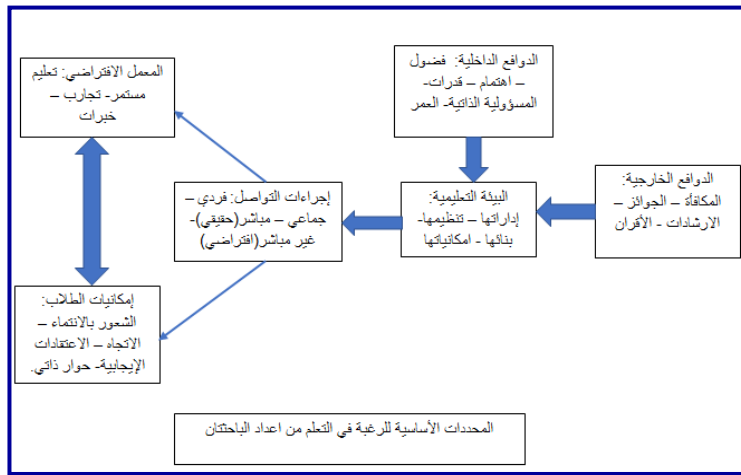 الدوافع الداخلية: فضول
– اهتمام – قدرات-
المسؤولية الذاتية- العمر
المعمل الافتراضي: تعليم
مستمر- تجارب –
خبرات
الدوافع الخارجية:
المكافأة – الجوائز –
الارشادات - الأقران
البيئة التعليمية:
إداراتها – تنظيمها-
بنائها - امكانياتها
إجراءات التواصل: فردي –
جماعي – مباشر(حقيقي)-
غير مباشر(افتراضي)
إمكانيات الطلاب:
الشعور بالانتماء –
الاتجاه – الاعتقادات
الإيجابية- حوار ذاتي.
المحددات الأساسية للرغبة في التعلم من اعداد الباحثتان